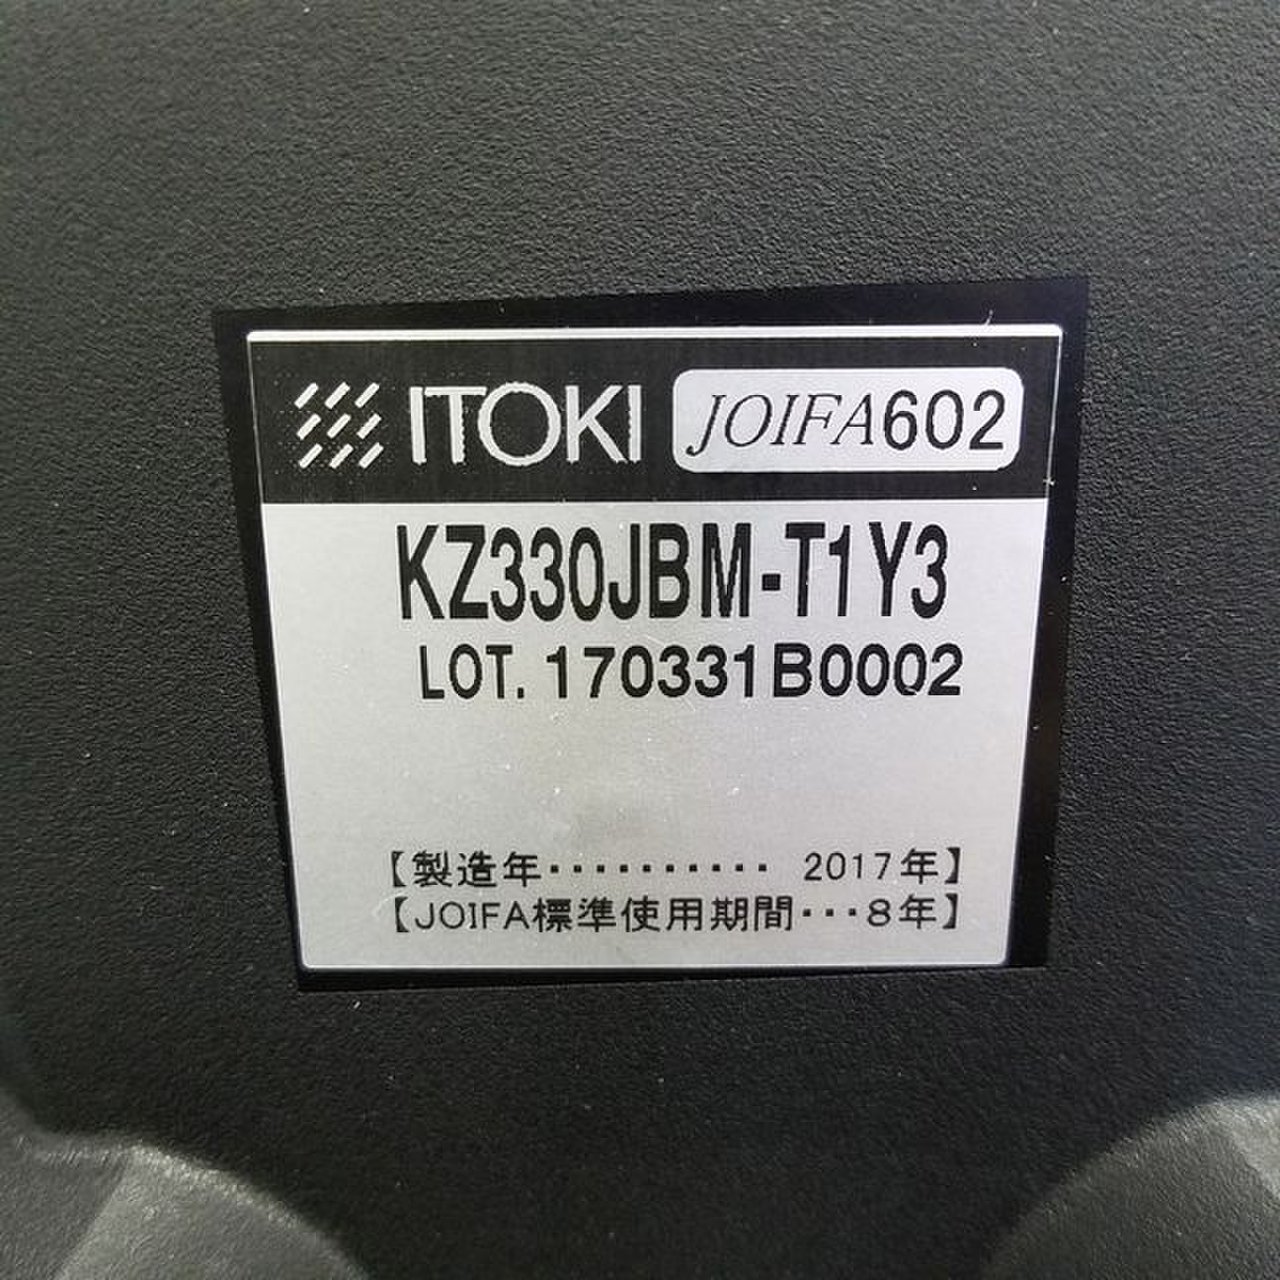 ITOKI JOIFA602
KZ330JBM-T1Y3
LOT. 170331B0002
【製造年・・・・・・・・・・ 2017年】
【JOIFA標準使用期間・・・8年】